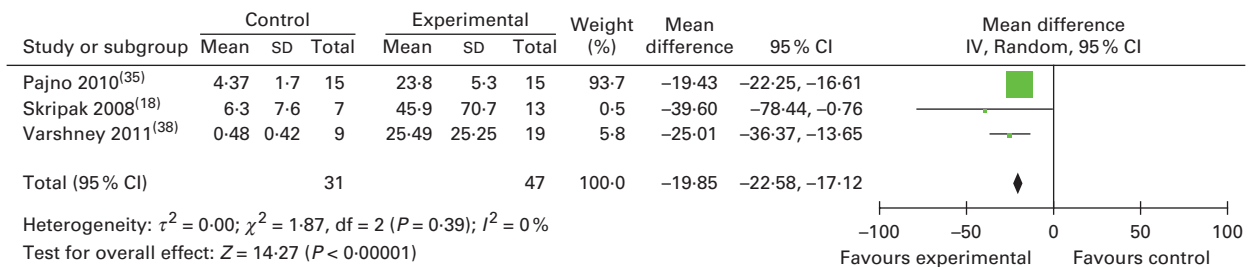 Control Experimental Weight Mean Mean difference
Study or subgroup Mean SD Total Mean SD Total (%) difference 95 % CI IV, Random, 95 % CI
Pajno 2010(35) 4·37 1·7 15 23·8 5·3 15 93·7 –19·43 –22·25, –16·61
Skripak 2008(18) 6·3 7·6 7 45·9 70·7 13 0·5 –39·60 –78·44, –0·76
Varshney 2011(38) 0·48 0·42 9 25·49 25·25 19 5·8 –25·01 –36·37, –13·65
Total (95 % CI) 31 47 100·0 –19·85 –22·58, –17·12
Heterogeneity: τ2 = 0·00; χ2 = 1·87, df = 2 (P = 0·39); I2 = 0 %
Test for overall effect: Z = 14·27 (P < 0·00001)
–100 –50 0 50 100
Favours experimental Favours control